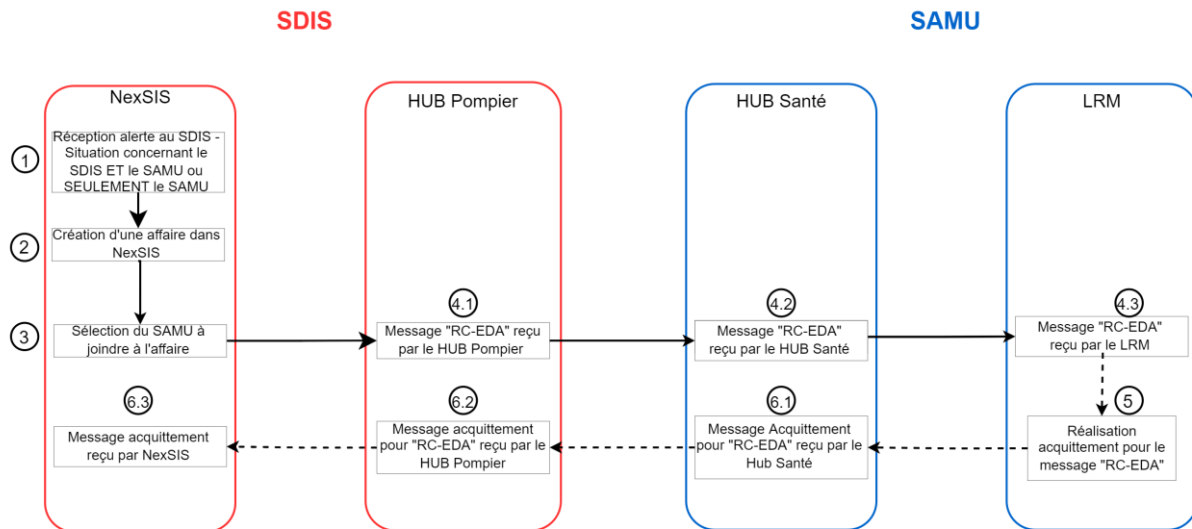 SDIS
SAMU
NexSIS
HUB Pompier
HUB Santé
LRM
1
Réception alerte au SDIS -
Situation concernant le
SDIS ET le SAMU ou
SEULEMENT le SAMU
2
Création d'une affaire dans
NexSIS
3
Sélection du SAMU à
joindre à l'affaire
4.1
Message "RC-EDA" reçu
par le HUB Pompier
4.2
Message "RC-EDA"
reçu par le HUB Santé
4.3
Message "RC-EDA"
reçu par le LRM
6.3
Message acquittement
reçu par NexSIS
6.2
Message acquittement
pour "RC-EDA" reçu par le
HUB Pompier
6.1
Message Acquittement
pour "RC-EDA" reçu par le
Hub Santé
5
Réalisation
acquittement pour le
message "RC-EDA"